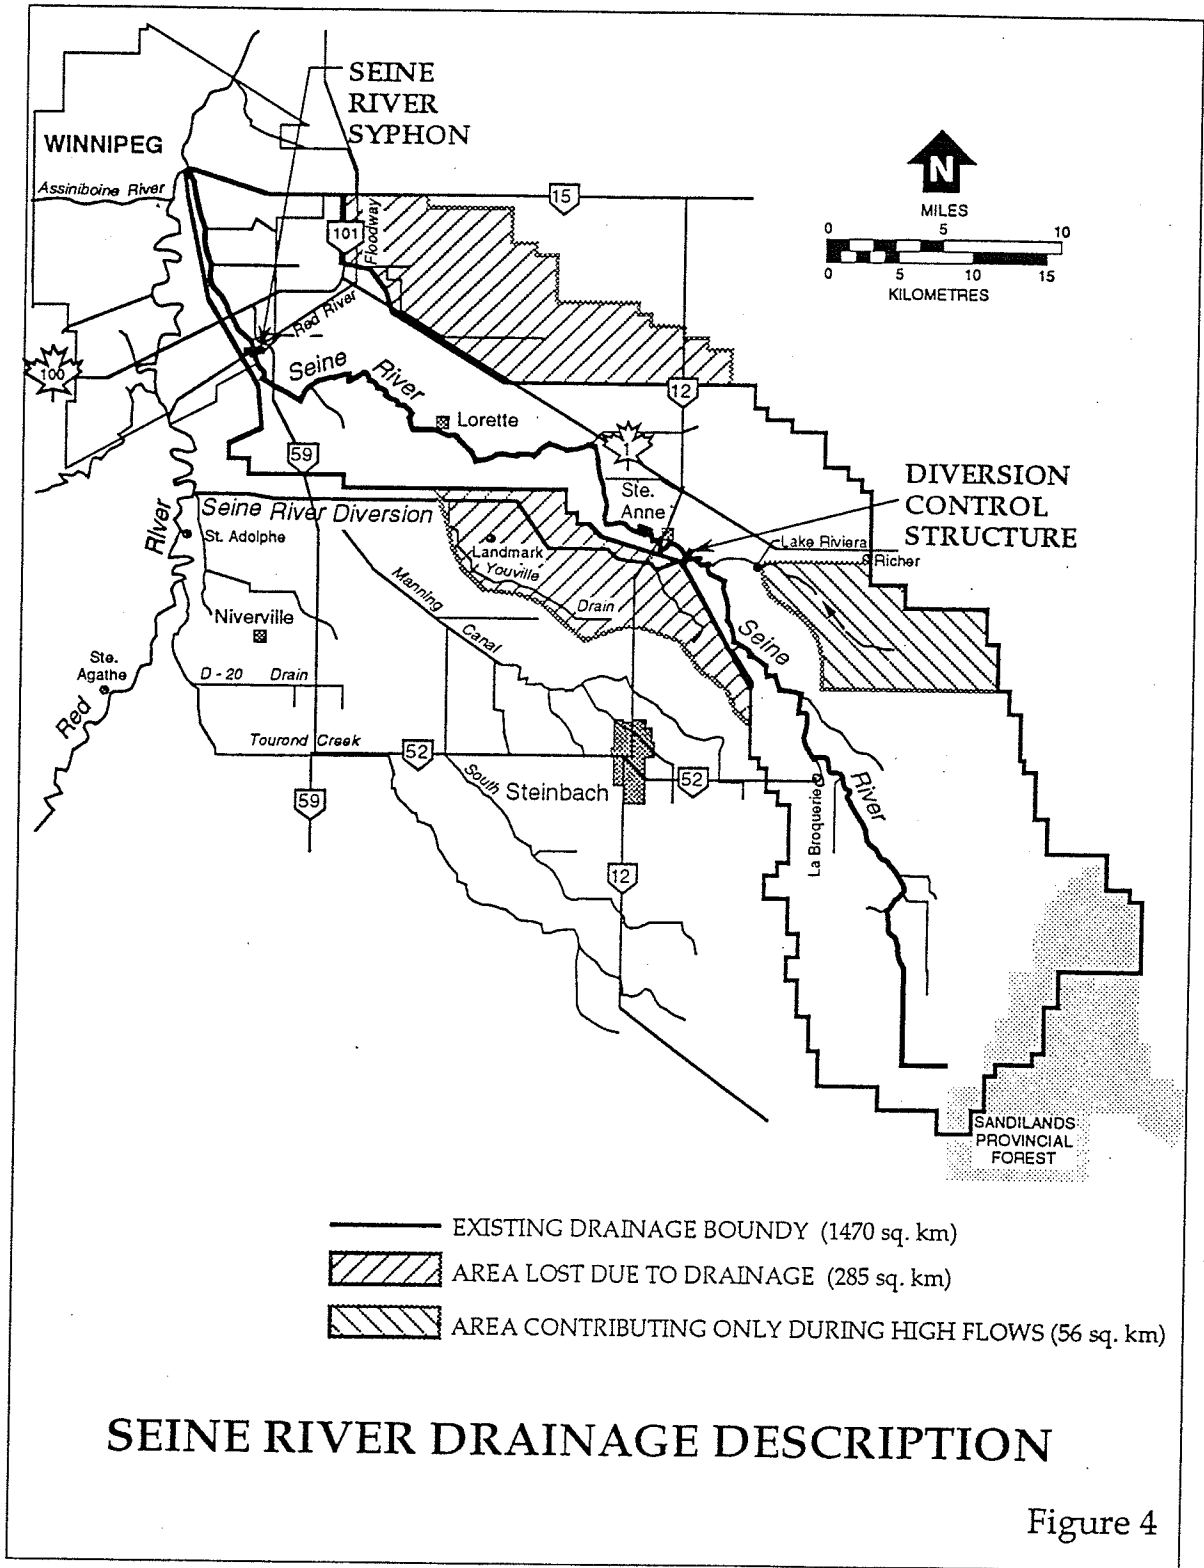 SEINE
RIVER
SYPHON
WINNIPEG
Assiniboine River
15
N
MILES
0 5 10
0 5 10 15
KILOMETRES
101
Floodway
Red River
100
Seine River
12
Lorette
1
59
DIVERSION
CONTROL
STRUCTURE
Ste.
Anne
Seine River Diversion
St. Adolphe
Lake Riviera
Richer
Landmark
Youville
Drain
Manning
Canal
Seine
River
Niverville
Ste.
Agathe
D - 20 Drain
Red
River
Tourond Creek
52
South
Steinbach
52
59
La Broquerie
12
SANDILANDS
PROVINCIAL
FOREST
EXISTING DRAINAGE BOUNDY (1470 sq. km)
AREA LOST DUE TO DRAINAGE (285 sq. km)
AREA CONTRIBUTING ONLY DURING HIGH FLOWS (56 sq. km)
SEINE RIVER DRAINAGE DESCRIPTION
Figure 4